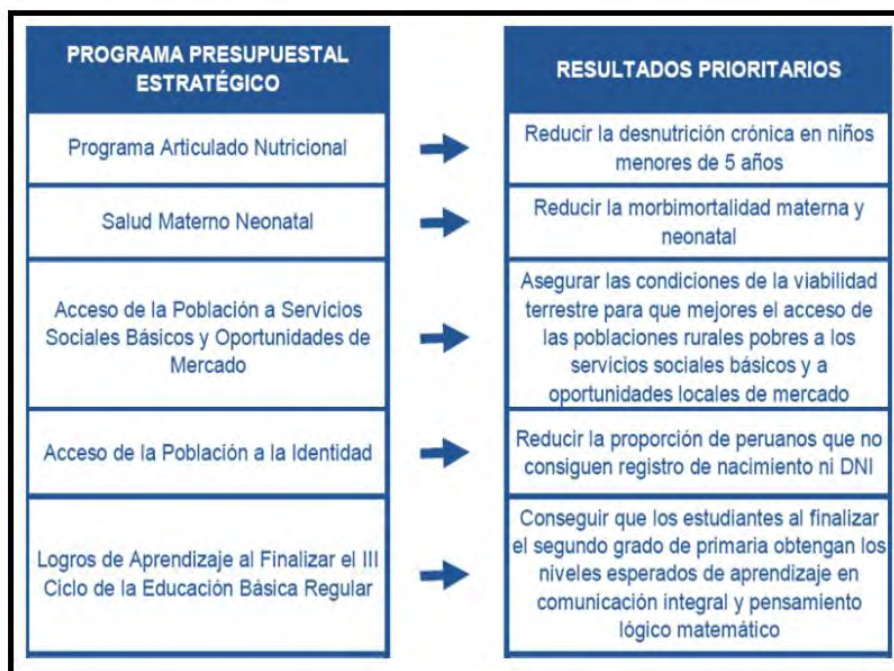 PROGRAMA PRESUPUESTAL
ESTRATÉGICO
RESULTADOS PRIORITARIOS
Programa Articulado Nutricional
Reducir la desnutrición crónica en niños
menores de 5 años
Salud Materno Neonatal
Reducir la morbimortalidad materna y
neonatal
Acceso de la Población a Servicios
Sociales Básicos y Oportunidades de
Mercado
Asegurar las condiciones de la viabilidad
terrestre para que mejores el acceso de
las poblaciones rurales pobres a los
servicios sociales básicos y a
oportunidades locales de mercado
Acceso de la Población a la Identidad
Reducir la proporción de peruanos que no
consiguen registro de nacimiento ni DNI
Logros de Aprendizaje al Finalizar el III
Ciclo de la Educación Básica Regular
Conseguir que los estudiantes al finalizar
el segundo grado de primaria obtengan los
niveles esperados de aprendizaje en
comunicación integral y pensamiento
lógico matemático